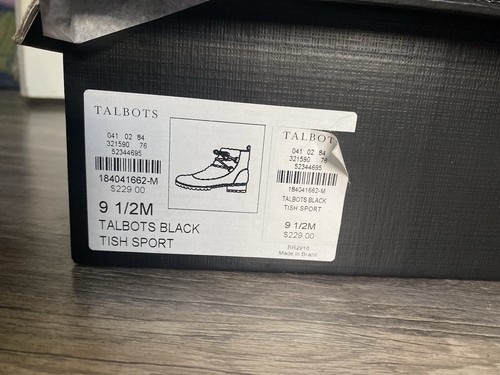 TALBOTS
041 02 84
321590 76
52344695
184041662-M
$229.00
9 1/2M
TALBOTS BLACK
TISH SPORT
TALBOT
041 02 84
321590 76
52344695
184041662-M
TALBOTS BLACK
TISH SPORT
9 1/2M
$229.00
Made in Brazil